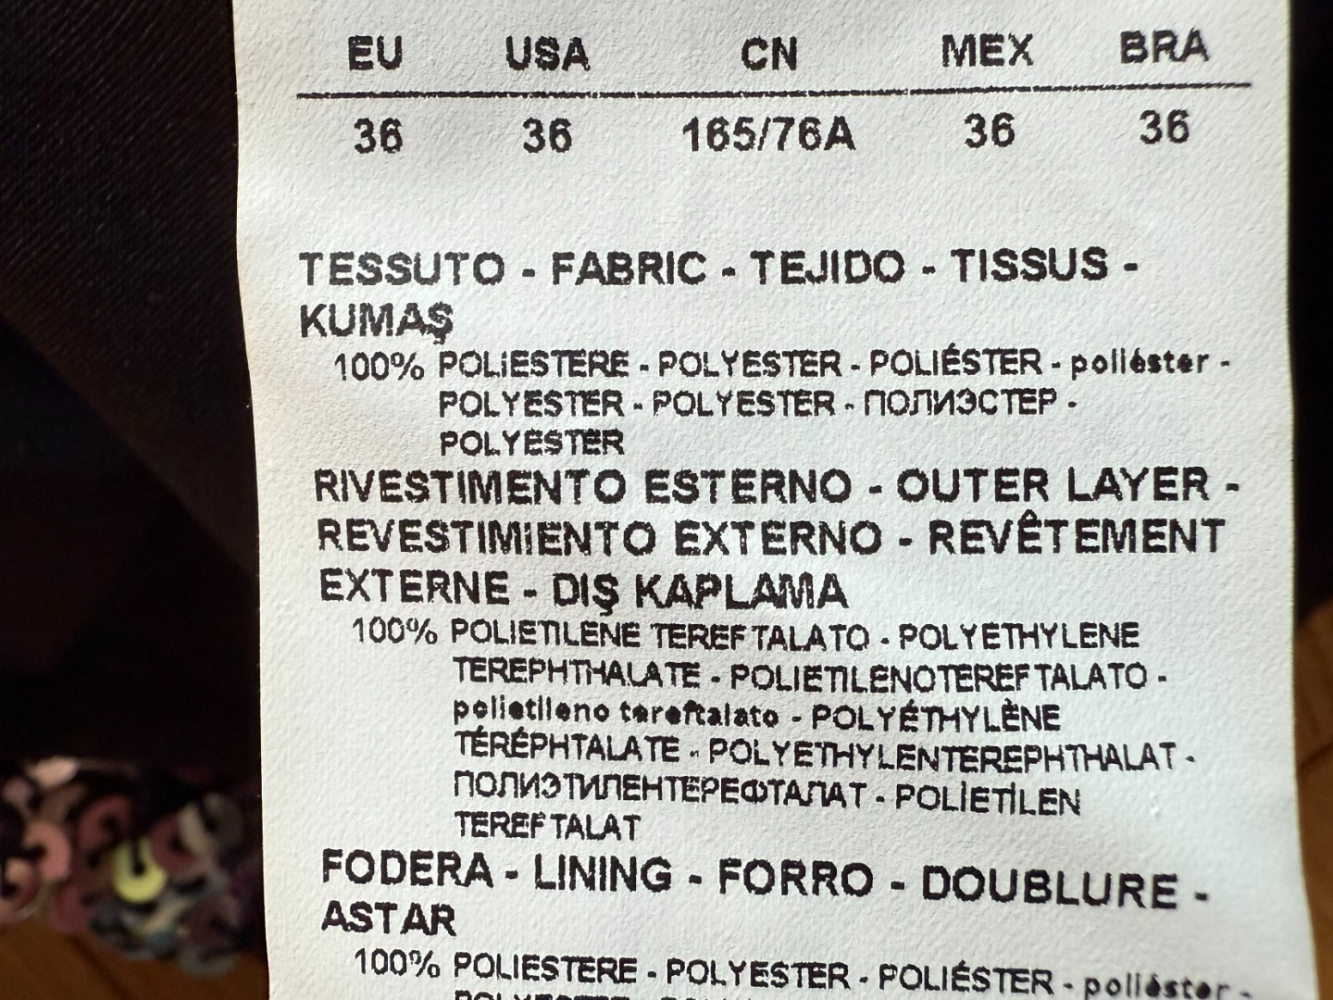 EU USA CN MEX BRA
36 36 165/76A 36 36
TESSUTO - FABRIC - TEJIDO - TISSUS -
KUMAŞ
100% POLIESTERE - POLYESTER - POLIÉSTER - poliéster -
POLYESTER - POLYESTER - ПОЛИЭСТЕР -
POLYESTER
RIVESTIMENTO ESTERNO - OUTER LAYER -
REVESTIMIENTO EXTERNO - REVÊTEMENT
EXTERNE - DIŞ KAPLAMA
100% POLIETILENE TEREFTALATO - POLYETHYLENE
TEREPHTHALATE - POLIETILENOTEREFTALATO -
polietileno tereftalato - POLYÉTHYLÈNE
TÉRÉPHTALATE - POLYETHYLENTEREPHTHALAT -
ПОЛИЭТИЛЕНТЕРЕФТАЛАТ - POLİETİLEN
TEREFTALAT
FODERA - LINING - FORRO - DOUBLURE -
ASTAR
100% POLIESTERE - POLYESTER - POLIÉSTER - poliéster -